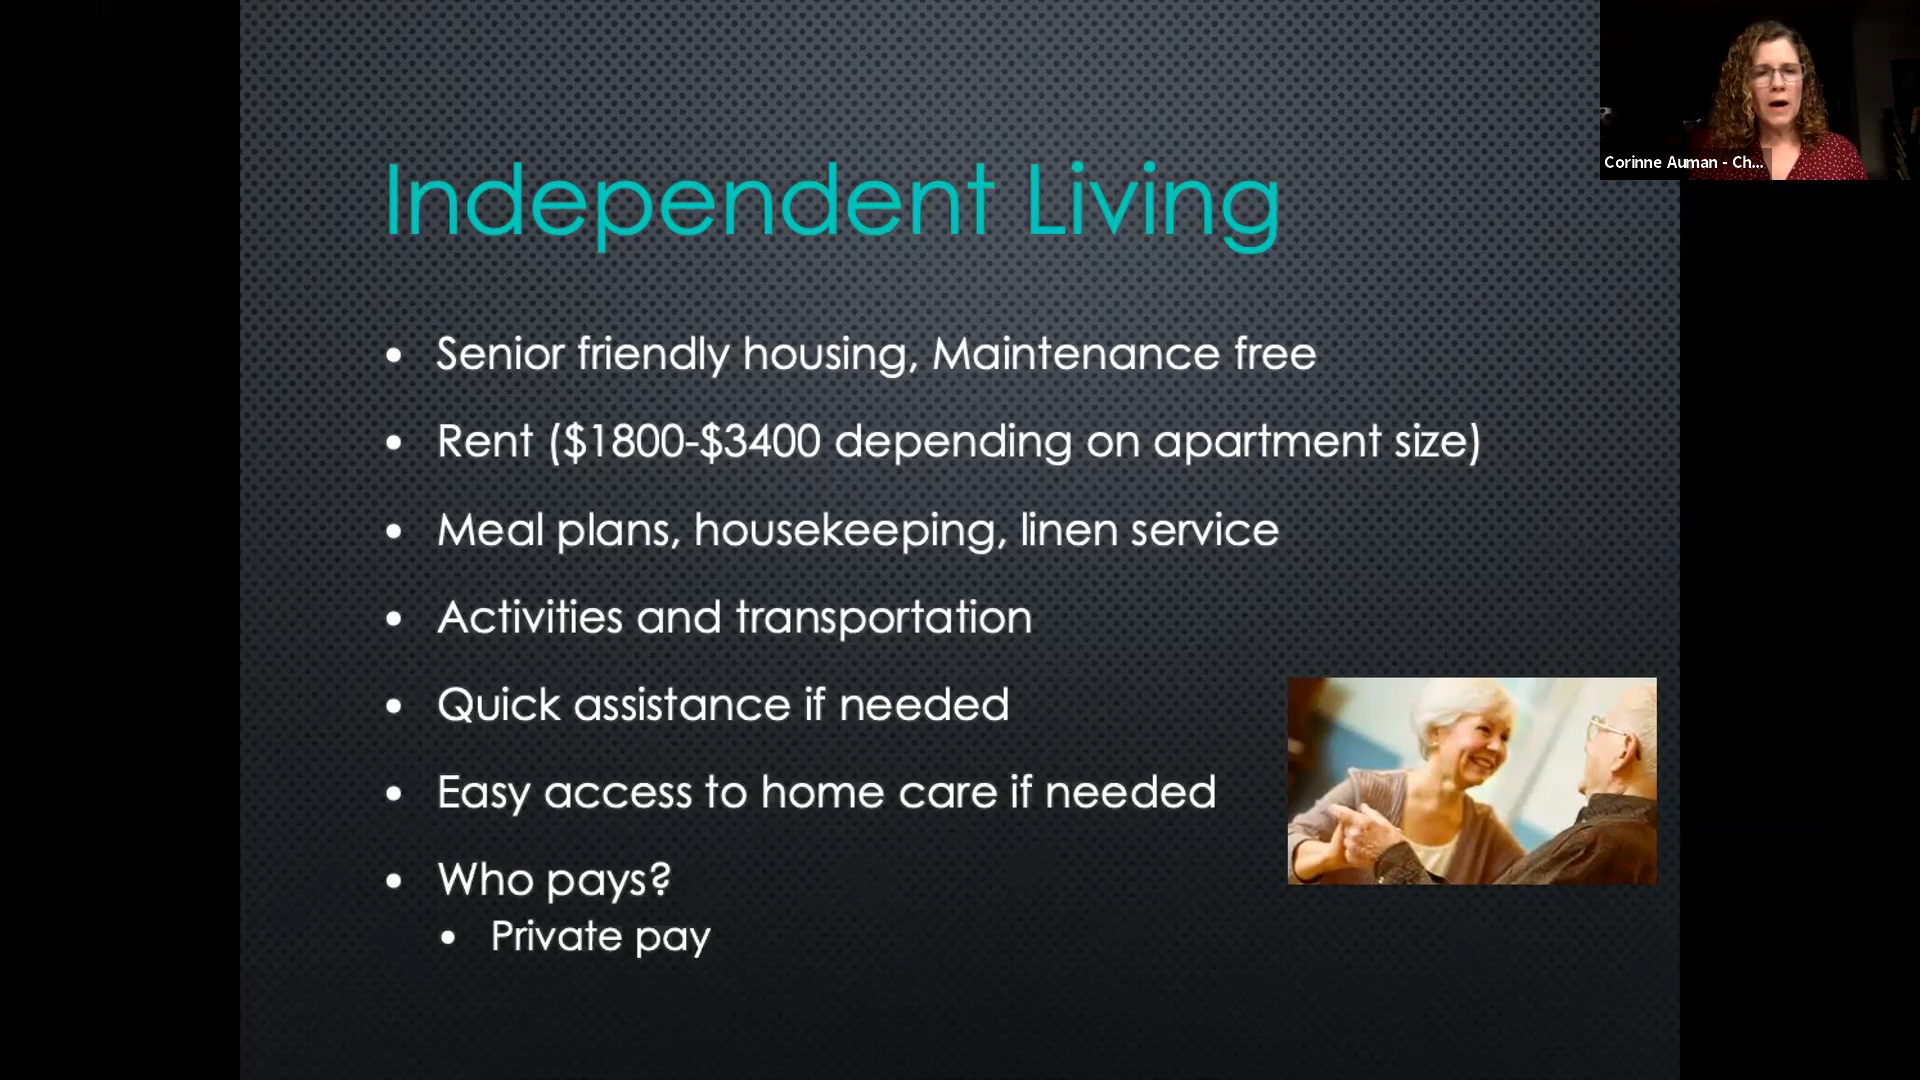 Corinne Auman - Ch...
Independent Living
• Senior friendly housing, Maintenance free
• Rent ($1800-$3400 depending on apartment size)
• Meal plans, housekeeping, linen service
• Activities and transportation
• Quick assistance if needed
• Easy access to home care if needed
• Who pays?
• Private pay